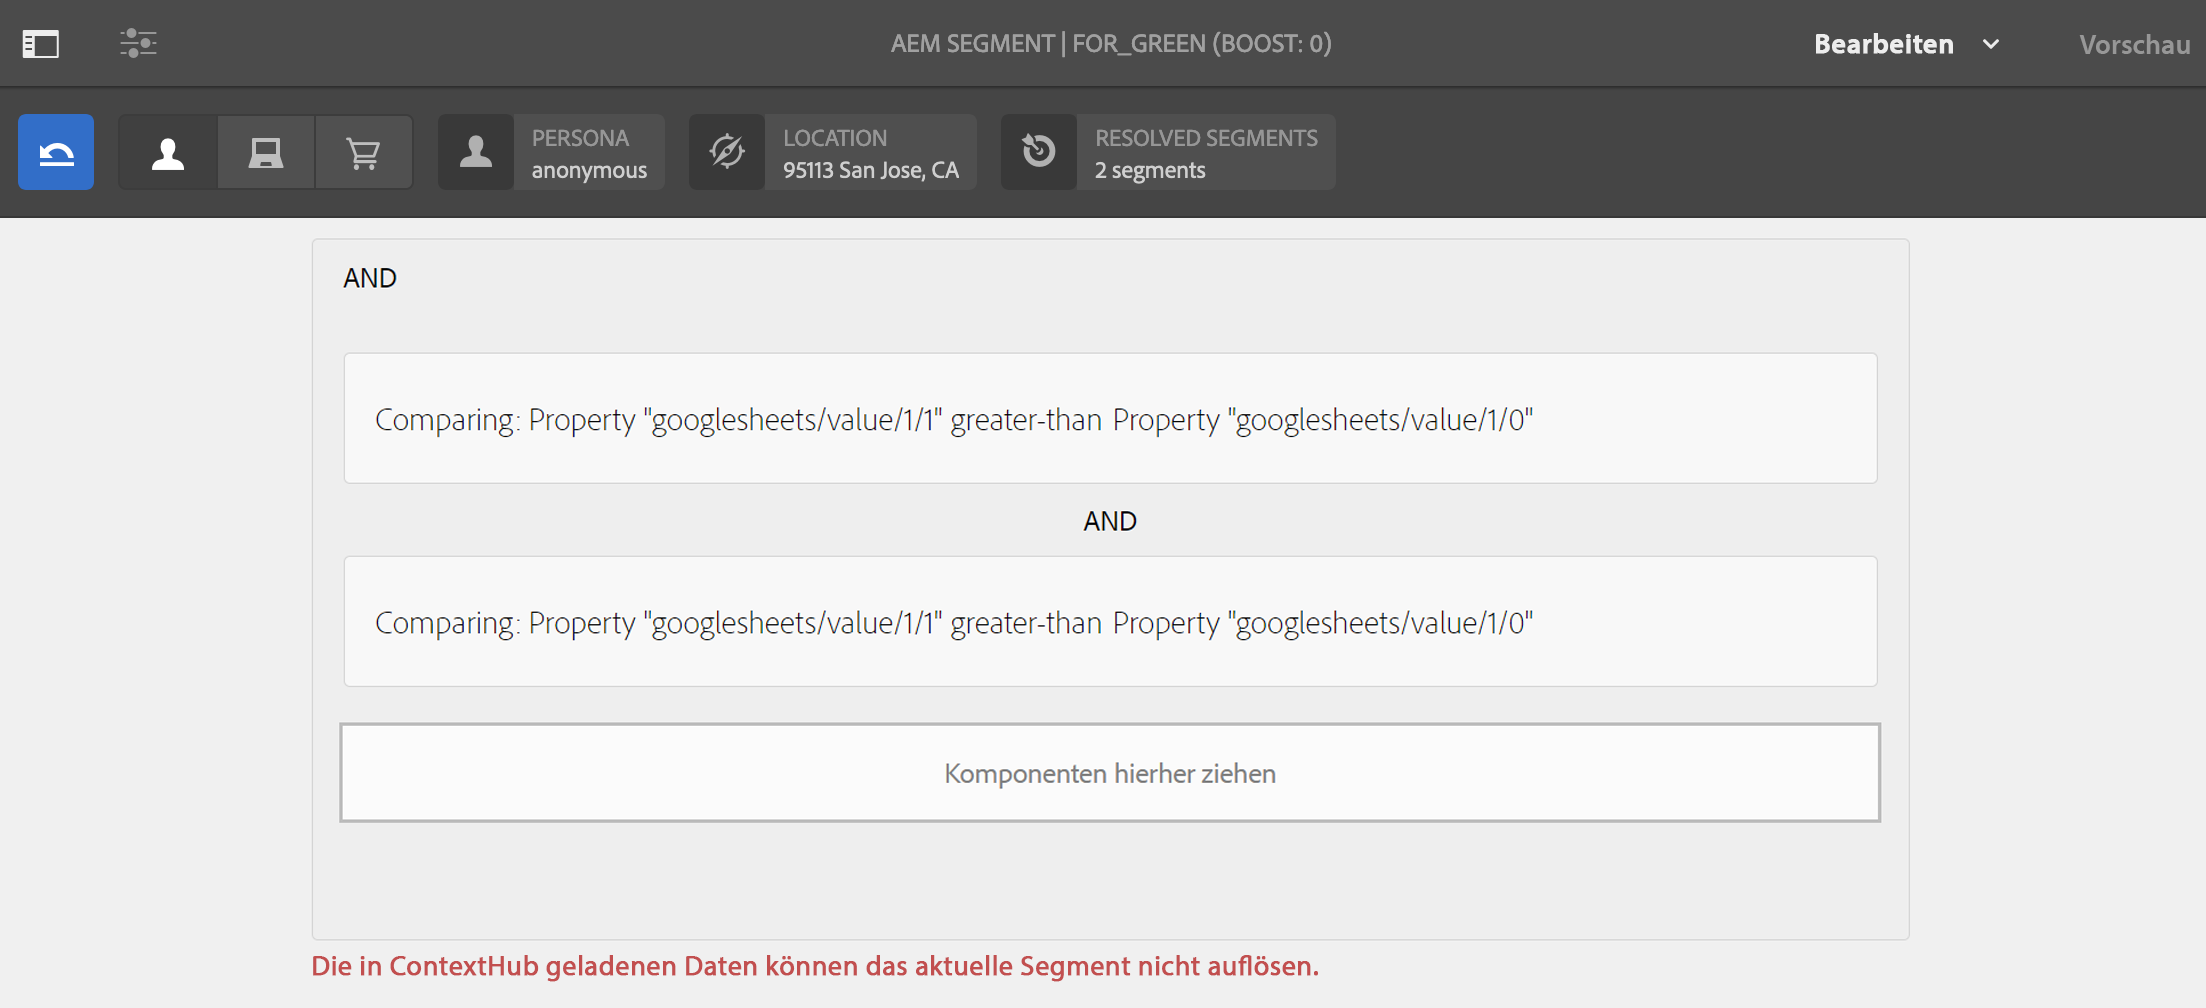 AEM SEGMENT | FOR_GREEN (BOOST: 0)
Bearbeiten
Vorschau
PERSONA
anonymous
LOCATION
95113 San Jose, CA
RESOLVED SEGMENTS
2 segments
AND
Comparing: Property "googlesheets/value/1/1" greater-than Property "googlesheets/value/1/0"
AND
Comparing: Property "googlesheets/value/1/1" greater-than Property "googlesheets/value/1/0"
Komponenten hierher ziehen
Die in ContextHub geladenen Daten können das aktuelle Segment nicht auflösen.